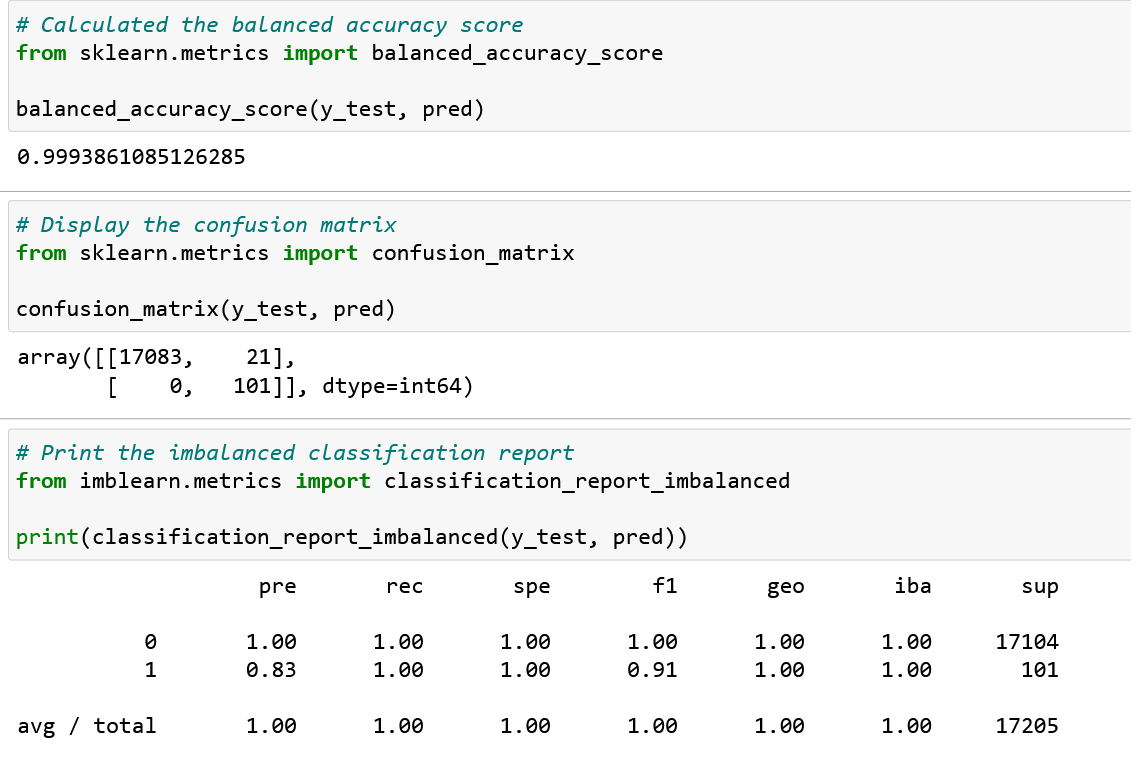 # Calculated the balanced accuracy score
from sklearn.metrics import balanced_accuracy_score
balanced_accuracy_score(y_test, pred)
0.9993861085126285
# Display the confusion matrix
from sklearn.metrics import confusion_matrix
confusion_matrix(y_test, pred)
array([[17083,    21],
       [    0,   101]], dtype=int64)
# Print the imbalanced classification report
from imblearn.metrics import classification_report_imbalanced
print(classification_report_imbalanced(y_test, pred))
                   pre       rec       spe        f1       geo       iba       sup
          0       1.00      1.00      1.00      1.00      1.00      1.00     17104
          1       0.83      1.00      1.00      0.91      1.00      1.00       101
avg / total       1.00      1.00      1.00      1.00      1.00      1.00     17205